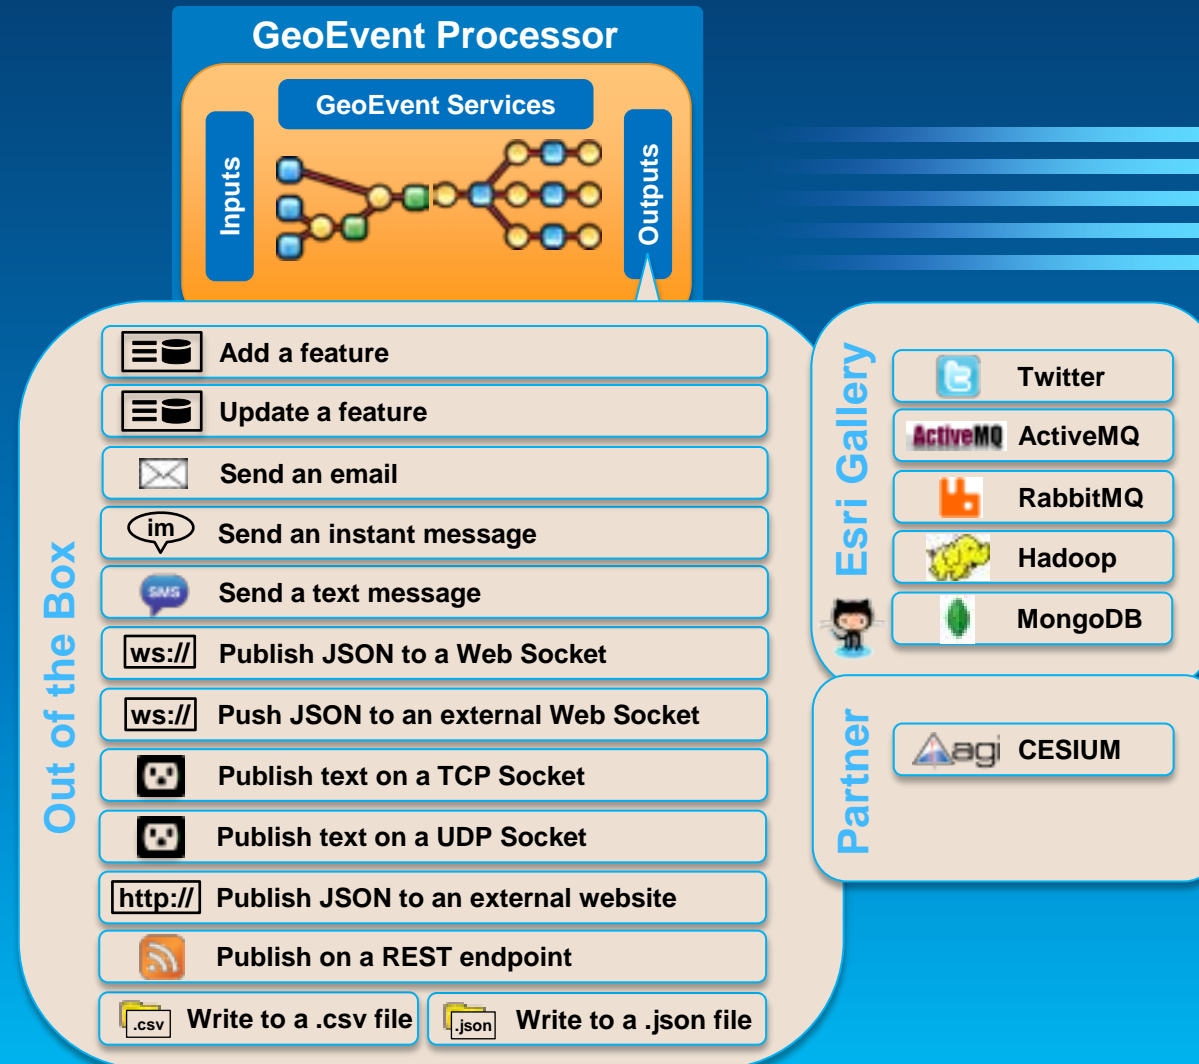 GeoEvent Processor
GeoEvent Services
Inputs
Outputs
Out of the Box
Add a feature
Update a feature
Send an email
im
Send an instant message
SMS
Send a text message
ws://
Publish JSON to a Web Socket
ws://
Push JSON to an external Web Socket
Publish text on a TCP Socket
Publish text on a UDP Socket
http://
Publish JSON to an external website
Publish on a REST endpoint
.csv
Write to a .csv file
.json
Write to a .json file
Esri Gallery
Twitter
ActiveMQ
ActiveMQ
RabbitMQ
Hadoop
MongoDB
Partner
agi
CESIUM